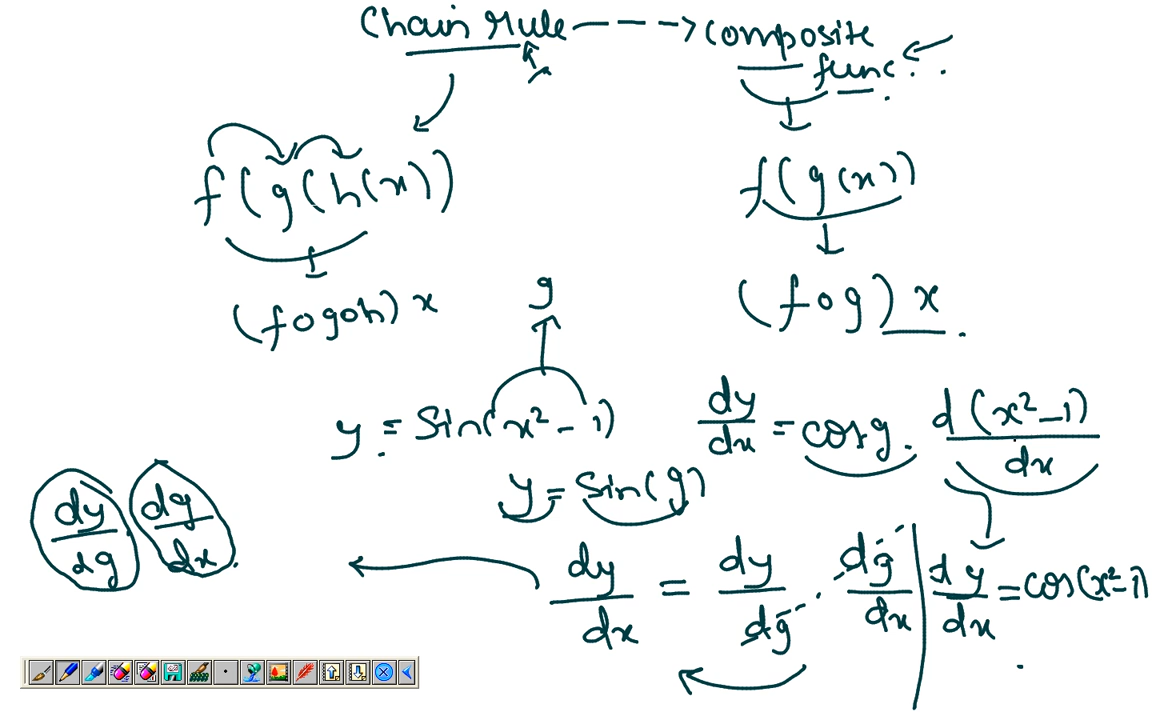 Chain rule ----> composite
func.
f(g(h(x)))
f(g(x))
(fogoh) x
g
(fog) x
y = Sin(x²-1)
dy/dx = cos g . d(x²-1)/dx
y = Sin(g)
dy/dg . dg/dx
dy/dx = dy/dg . dg/dx
dy/dx = cos(x²-1)